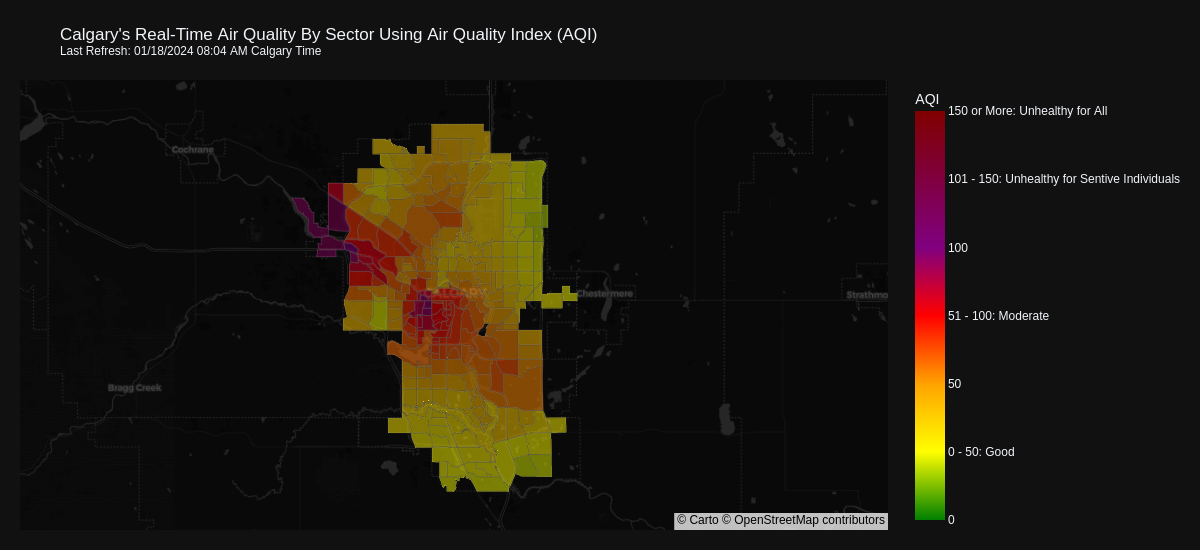 Calgary's Real-Time Air Quality By Sector Using Air Quality Index (AQI)
Last Refresh: 01/18/2024 08:04 AM Calgary Time
AQI
150 or More: Unhealthy for All
Cochrane
101 - 150: Unhealthy for Sentive Individuals
100
CALGARY
Chestermere
Strathmo
51 - 100: Moderate
50
Bragg Creek
0 - 50: Good
© Carto © OpenStreetMap contributors
0